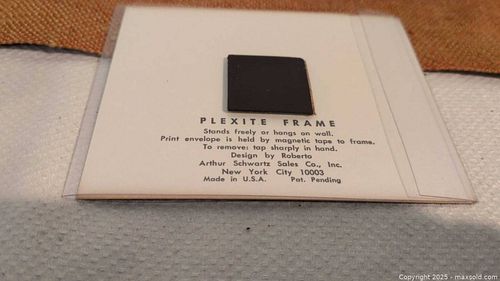 PLEXITE FRAME
Stands freely or hangs on wall.
Print envelope is held by magnetic tape to frame.
To remove: tap sharply in hand.
Design by Roberto
Arthur Schwartz Sales Co., Inc.
New York City 10003
Made in U.S.A. Pat. Pending
Copyright 2025 - maxsold.com